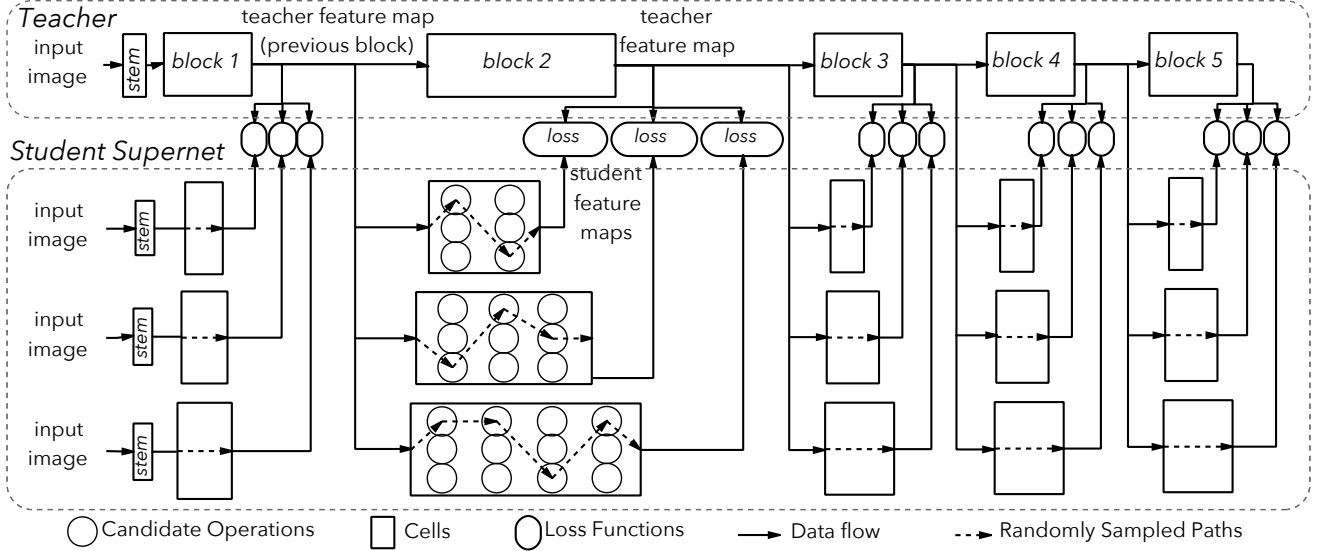 Teacher
teacher feature map
(previous block)
teacher
feature map
input
image
stem
block 1
block 2
block 3
block 4
block 5
loss
loss
loss
Student Supernet
student
feature
maps
input
image
stem
input
image
stem
input
image
stem
Candidate Operations
Cells
Loss Functions
Data flow
Randomly Sampled Paths